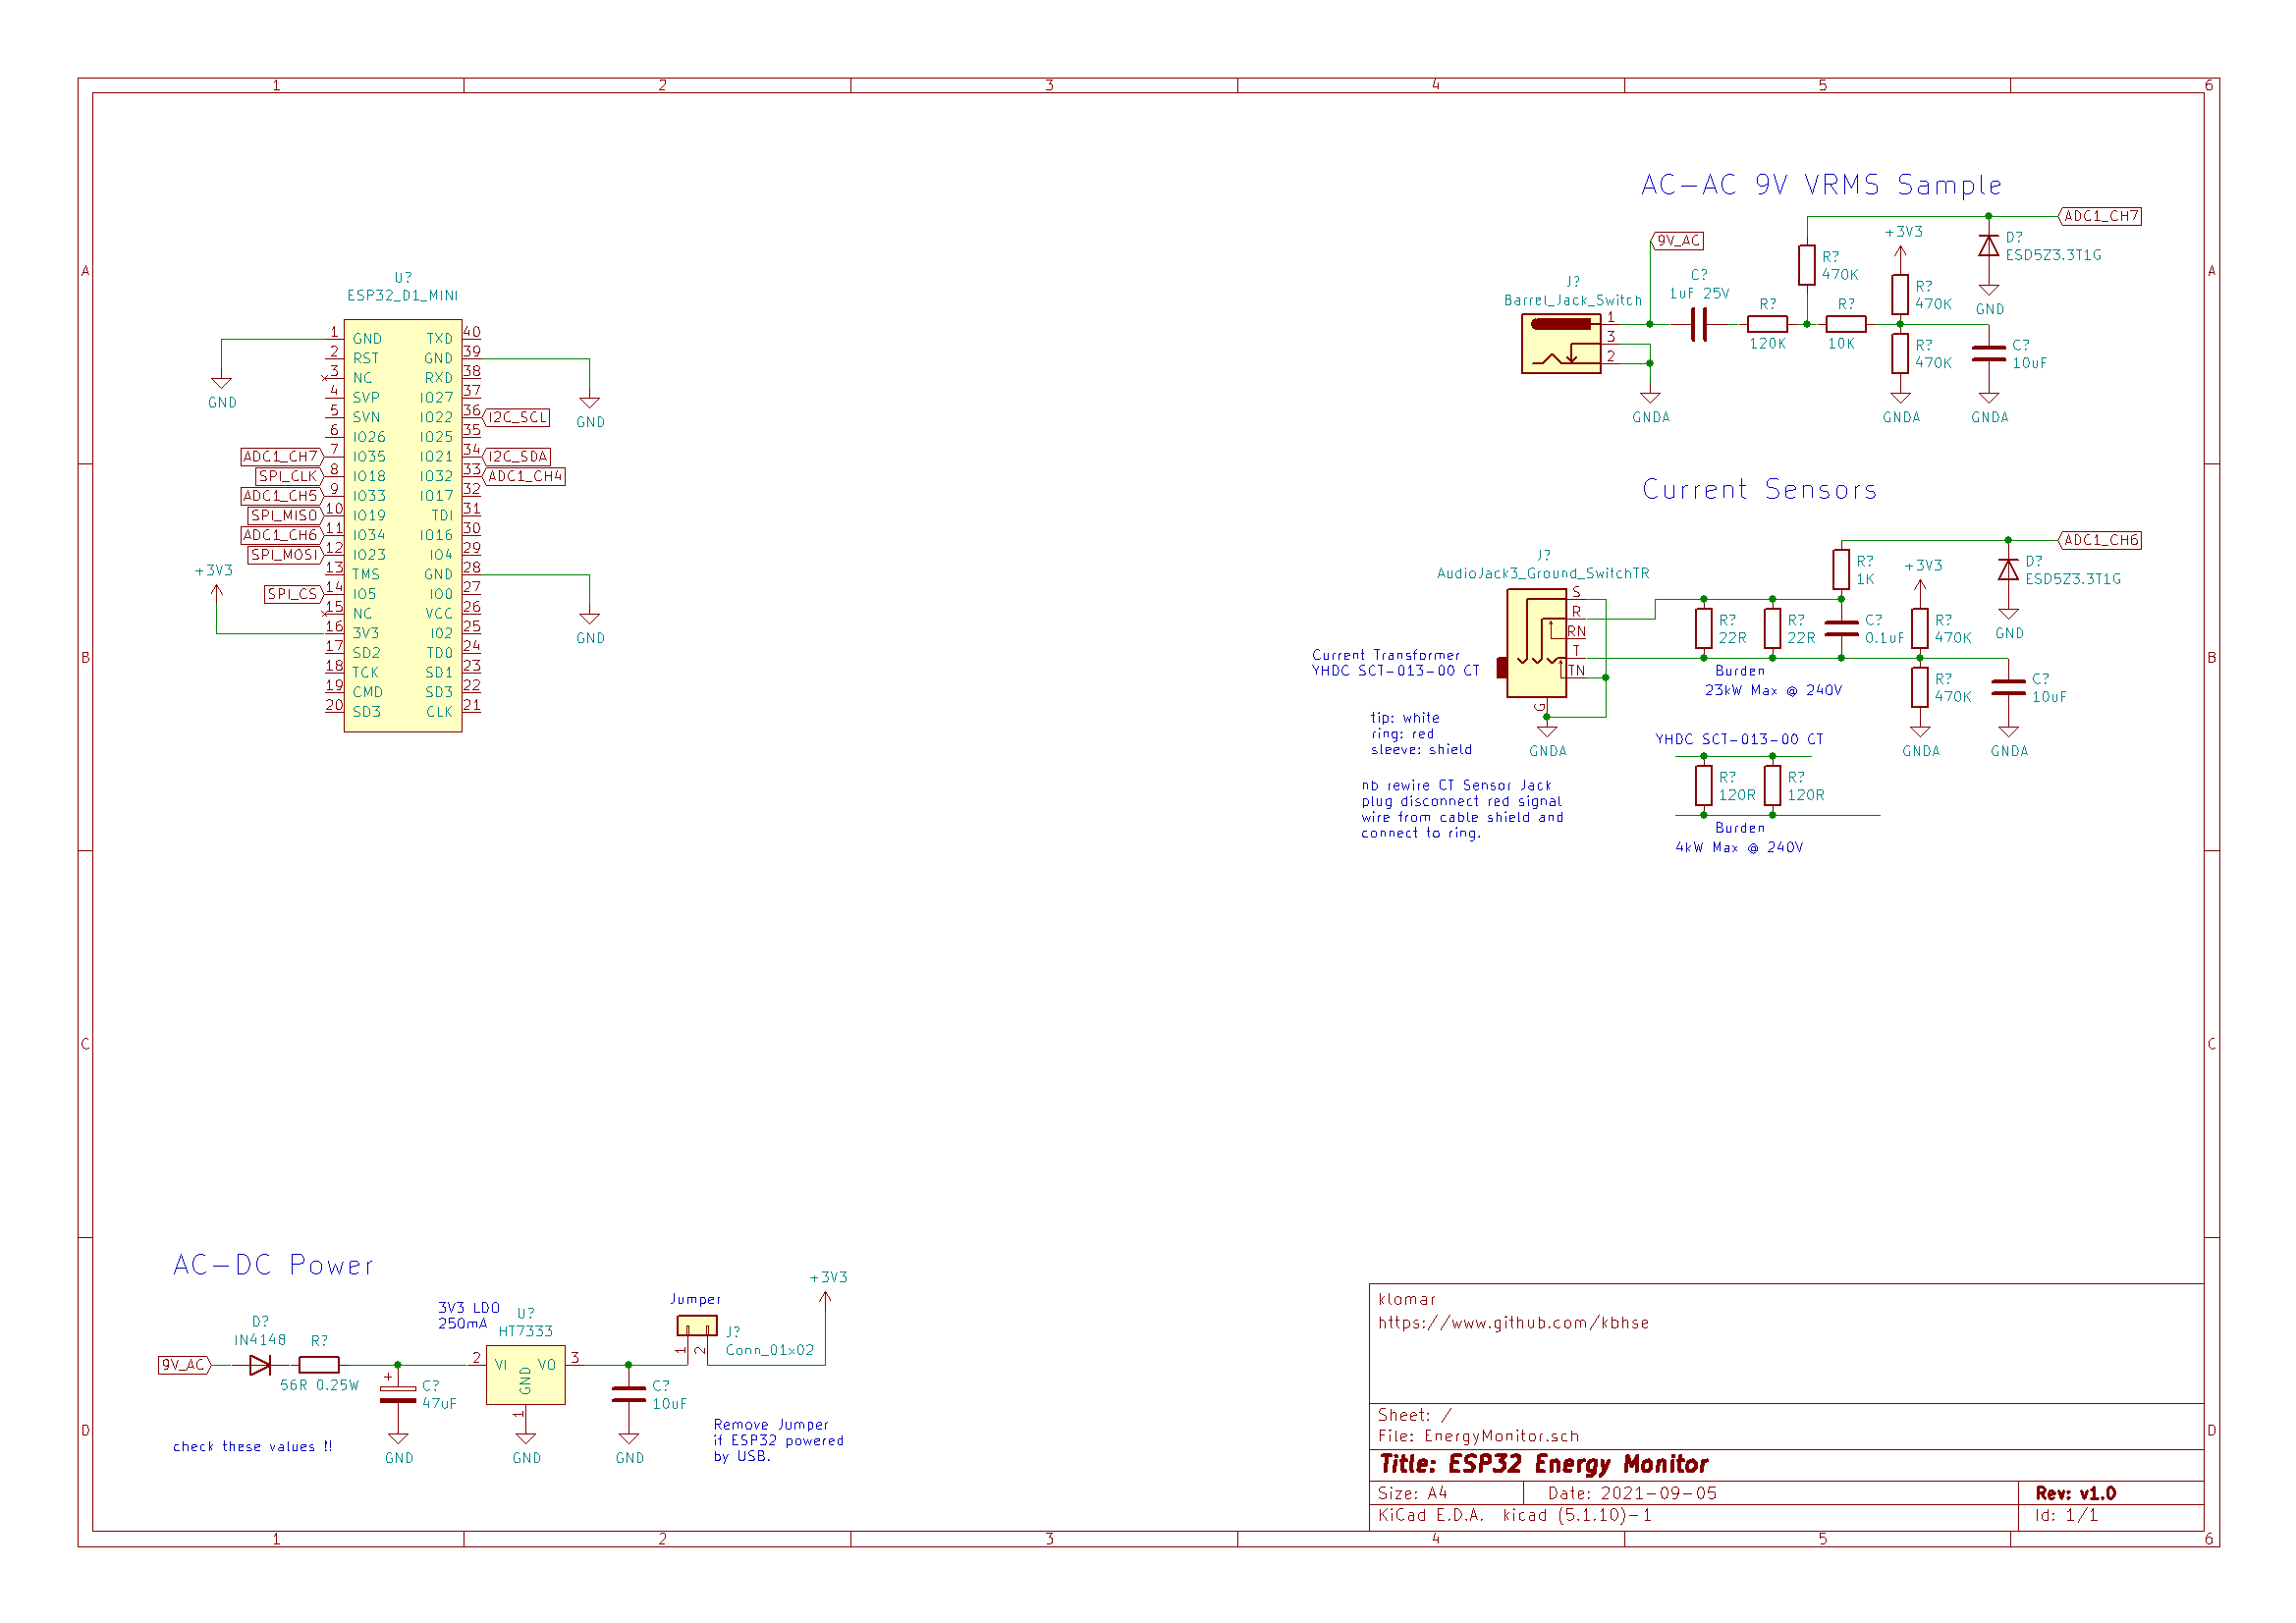 1 2 3 4 5 6
A
B
C
D
A
B
C
D
U?
ESP32_D1_MINI
1 GND
2 RST
3 NC
4 SVP
5 SVN
6 IO26
ADC1_CH7 7 IO35
SPI_CLK 8 IO18
ADC1_CH5 9 IO33
SPI_MISO 10 IO19
ADC1_CH6 11 IO34
SPI_MOSI 12 IO23
13 TMS
SPI_CS 14 IO5
15 NC
16 3V3
17 SD2
18 TCK
19 CMD
20 SD3
TXD 40
GND 39
RXD 38
IO27 37
IO22 36 I2C_SCL
IO25 35
IO21 34 I2C_SDA
IO32 33 ADC1_CH4
IO17 32
TDI 31
IO16 30
IO4 29
GND 28
IO0 27
VCC 26
IO2 25
TD0 24
SD1 23
SD3 22
CLK 21
GND
+3V3
GND
GND
AC-AC 9V VRMS Sample
ADC1_CH7
9V_AC
+3V3
D?
ESD5Z3.3T1G
GND
J?
Barrel_Jack_Switch
1
3
2
C?
1uF 25V
R?
120K
R?
470K
R?
10K
R?
470K
R?
470K
C?
10uF
GNDA
GNDA
GNDA
Current Sensors
ADC1_CH6
J?
AudioJack3_Ground_SwitchTR
S
R
RN
T
TN
G
R?
1K
+3V3
D?
ESD5Z3.3T1G
GND
R?
22R
R?
22R
C?
0.1uF
R?
470K
R?
470K
C?
10uF
Current Transformer
YHDC SCT-013-00 CT
Burden
23kW Max @ 240V
tip: white
ring: red
sleeve: shield
GNDA
GNDA
GNDA
YHDC SCT-013-00 CT
R?
120R
R?
120R
Burden
4kW Max @ 240V
nb rewire CT Sensor Jack
plug disconnect red signal
wire from cable shield and
connect to ring.
AC-DC Power
9V_AC
D?
IN4148
R?
56R 0.25W
C?
47uF
+
3V3 LDO
250mA
U?
HT7333
2 VI
VO 3
GND
1
C?
10uF
Jumper
J?
Conn_01x02
1
2
+3V3
GND
GND
GND
check these values !!
Remove Jumper
if ESP32 powered
by USB.
klomar
https://www.github.com/kbhse
Sheet: /
File: EnergyMonitor.sch
Title: ESP32 Energy Monitor
Size: A4 Date: 2021-09-05 Rev: v1.0
KiCad E.D.A. kicad (5.1.10)-1 Id: 1/1
1 2 3 4 5 6